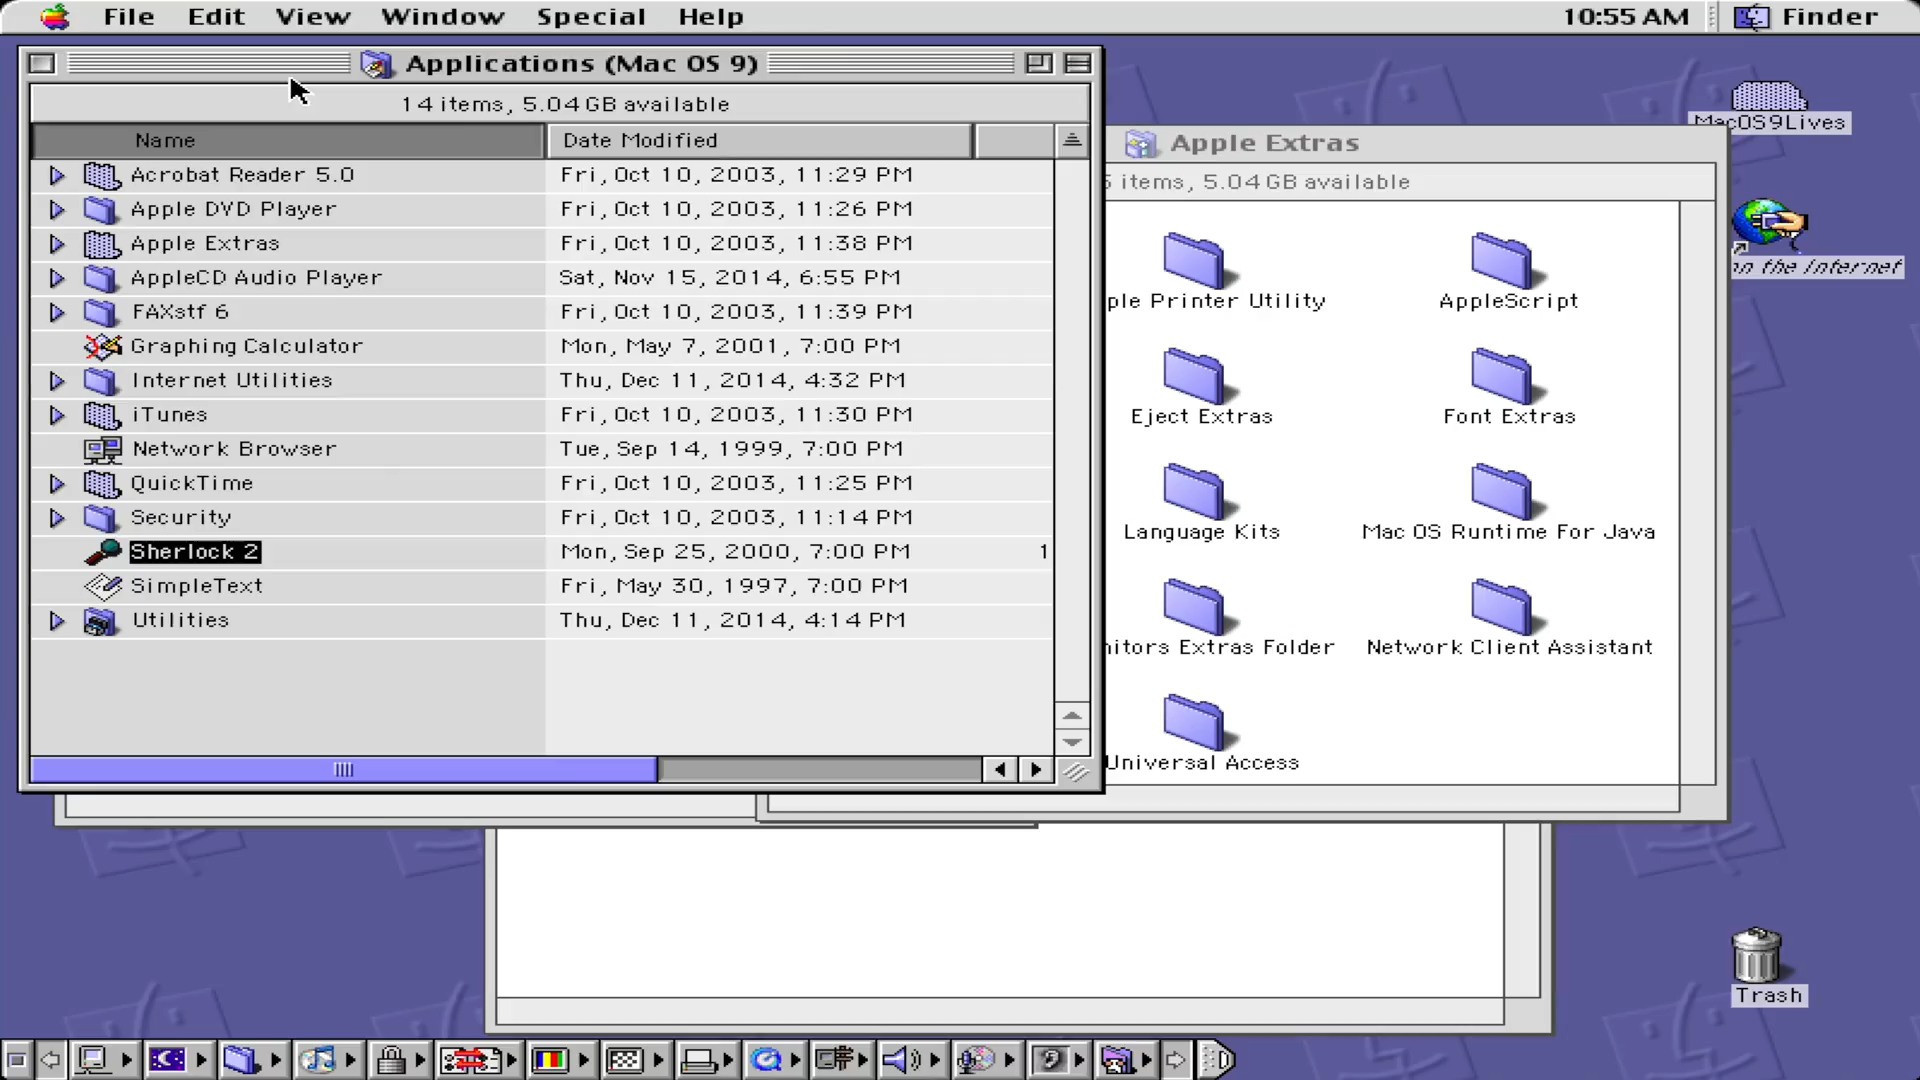 File Edit View Window Special Help 10:55 AM Finder
Applications (Mac OS 9)
14 items, 5.04 GB available
Name Date Modified
Acrobat Reader 5.0 Fri, Oct 10, 2003, 11:29 PM
Apple DVD Player Fri, Oct 10, 2003, 11:26 PM
Apple Extras Fri, Oct 10, 2003, 11:38 PM
AppleCD Audio Player Sat, Nov 15, 2014, 6:55 PM
FAXstf 6 Fri, Oct 10, 2003, 11:39 PM
Graphing Calculator Mon, May 7, 2001, 7:00 PM
Internet Utilities Thu, Dec 11, 2014, 4:32 PM
iTunes Fri, Oct 10, 2003, 11:30 PM
Network Browser Tue, Sep 14, 1999, 7:00 PM
QuickTime Fri, Oct 10, 2003, 11:25 PM
Security Fri, Oct 10, 2003, 11:14 PM
Sherlock 2 Mon, Sep 25, 2000, 7:00 PM 1
SimpleText Fri, May 30, 1997, 7:00 PM
Utilities Thu, Dec 11, 2014, 4:14 PM
Apple Extras
items, 5.04 GB available
ple Printer Utility AppleScript
Eject Extras Font Extras
Language Kits Mac OS Runtime For Java
nitors Extras Folder Network Client Assistant
Universal Access
MacOS9Lives
on the Internet
Trash